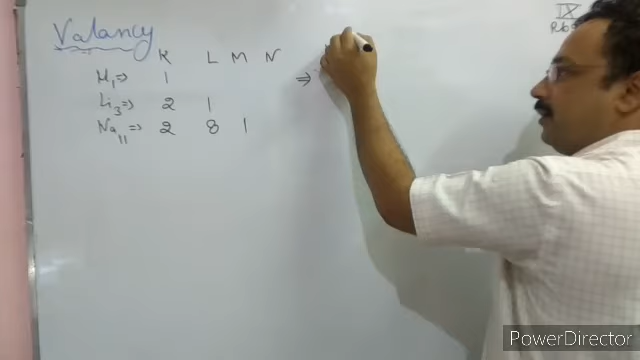 Valancy
IX
K L M N
H1 ⇒ 1 ⇒
Li3 ⇒ 2 1
Na11 ⇒ 2 8 1
PowerDirector